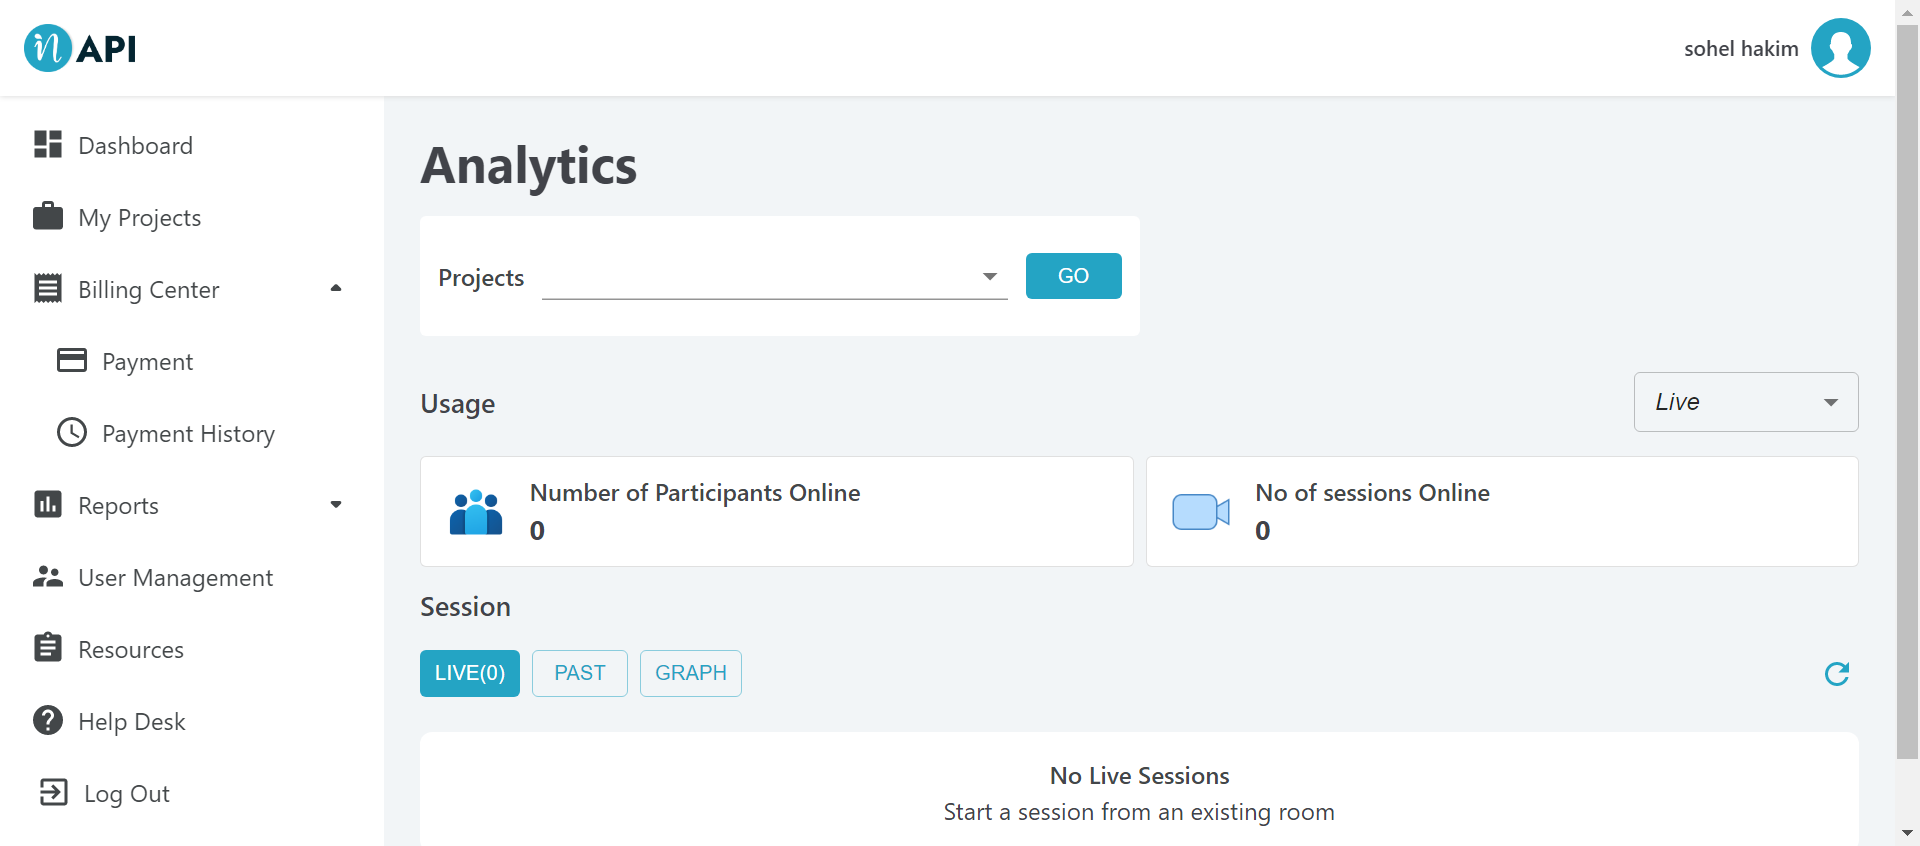 n API
sohel hakim
Dashboard
My Projects
Billing Center
Payment
Payment History
Reports
User Management
Resources
Help Desk
Log Out
Analytics
Projects
GO
Usage
Live
Number of Participants Online
0
No of sessions Online
0
Session
LIVE(0)
PAST
GRAPH
No Live Sessions
Start a session from an existing room